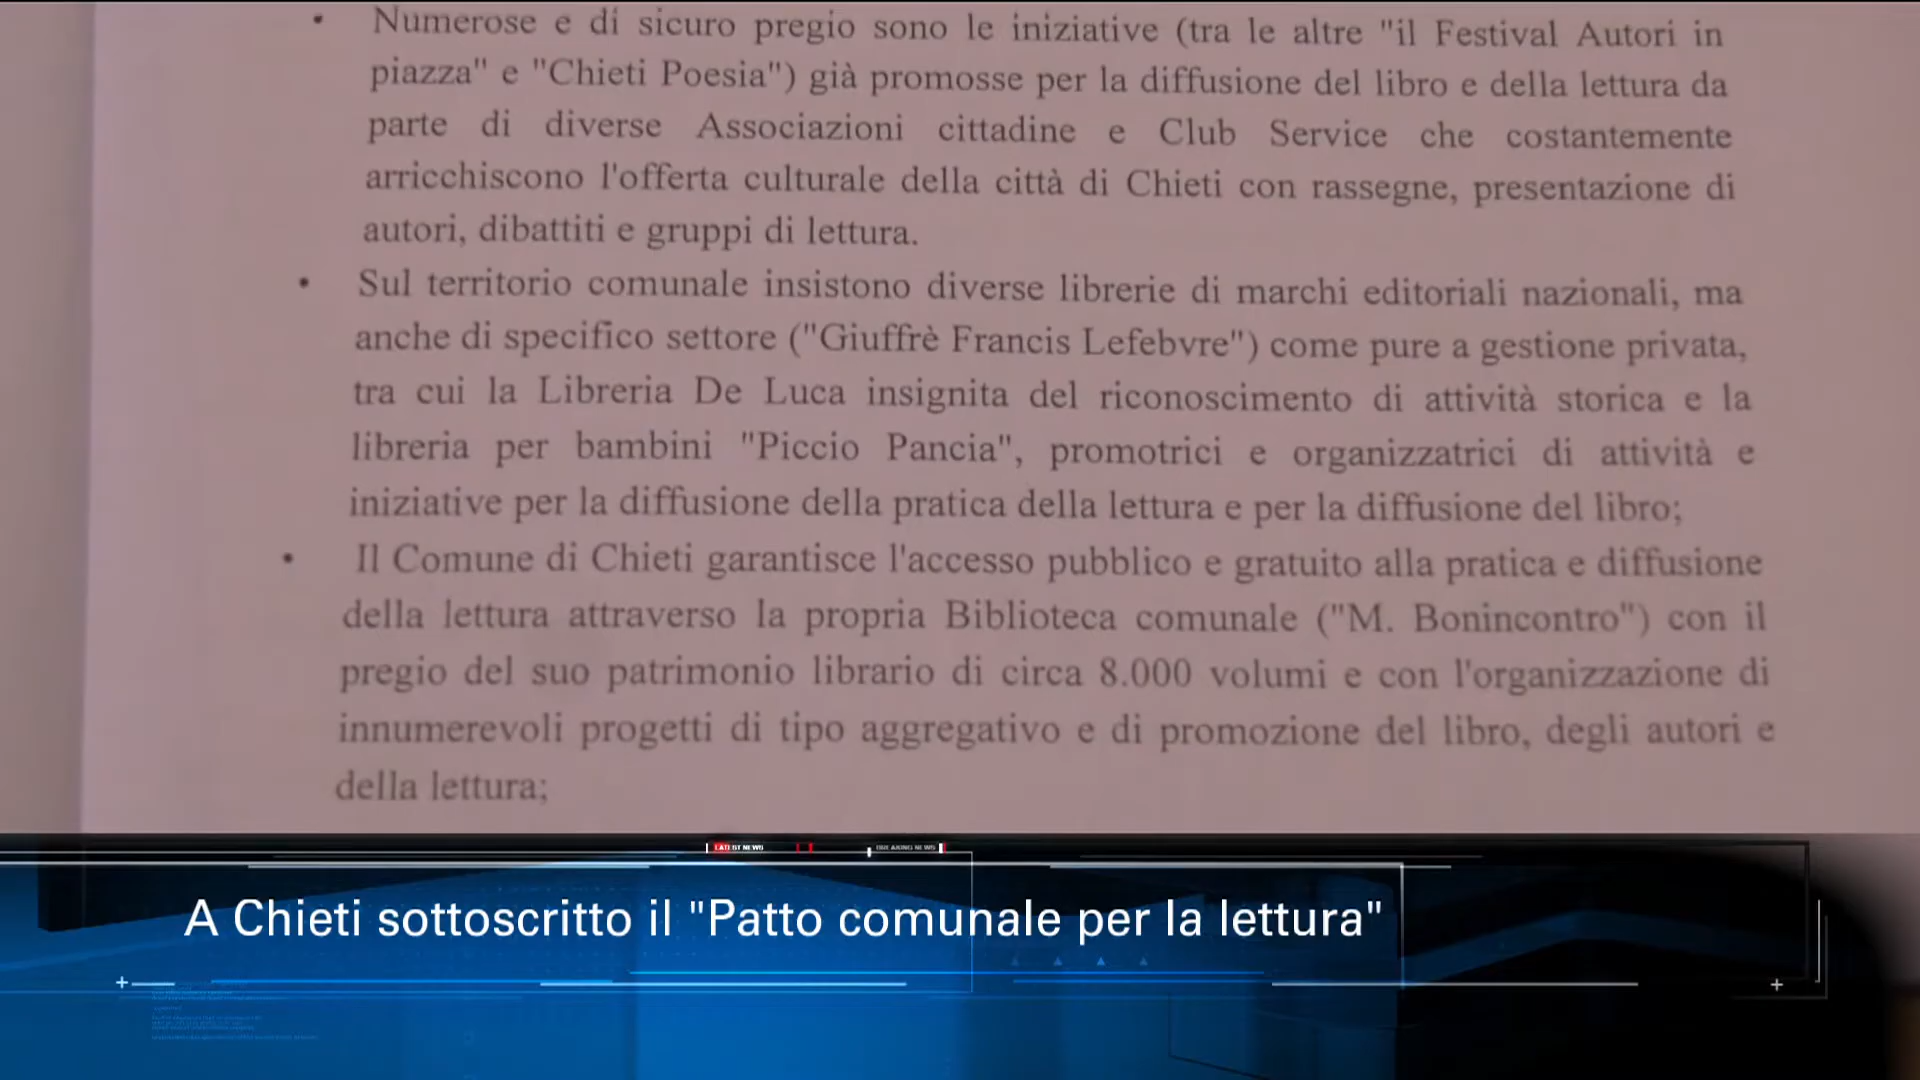 • Numerose e di sicuro pregio sono le iniziative (tra le altre "il Festival Autori in
piazza" e "Chieti Poesia") già promosse per la diffusione del libro e della lettura da
parte di diverse Associazioni cittadine e Club Service che costantemente
arricchiscono l'offerta culturale della città di Chieti con rassegne, presentazione di
autori, dibattiti e gruppi di lettura.
• Sul territorio comunale insistono diverse librerie di marchi editoriali nazionali, ma
anche di specifico settore ("Giuffrè Francis Lefebvre") come pure a gestione privata,
tra cui la Libreria De Luca insignita del riconoscimento di attività storica e la
libreria per bambini "Piccio Pancia", promotrici e organizzatrici di attività e
iniziative per la diffusione della pratica della lettura e per la diffusione del libro;
• Il Comune di Chieti garantisce l'accesso pubblico e gratuito alla pratica e diffusione
della lettura attraverso la propria Biblioteca comunale ("M. Bonincontro") con il
pregio del suo patrimonio librario di circa 8.000 volumi e con l'organizzazione di
innumerevoli progetti di tipo aggregativo e di promozione del libro, degli autori e
della lettura;
LATEST NEWS
BREAKING NEWS
A Chieti sottoscritto il "Patto comunale per la lettura"